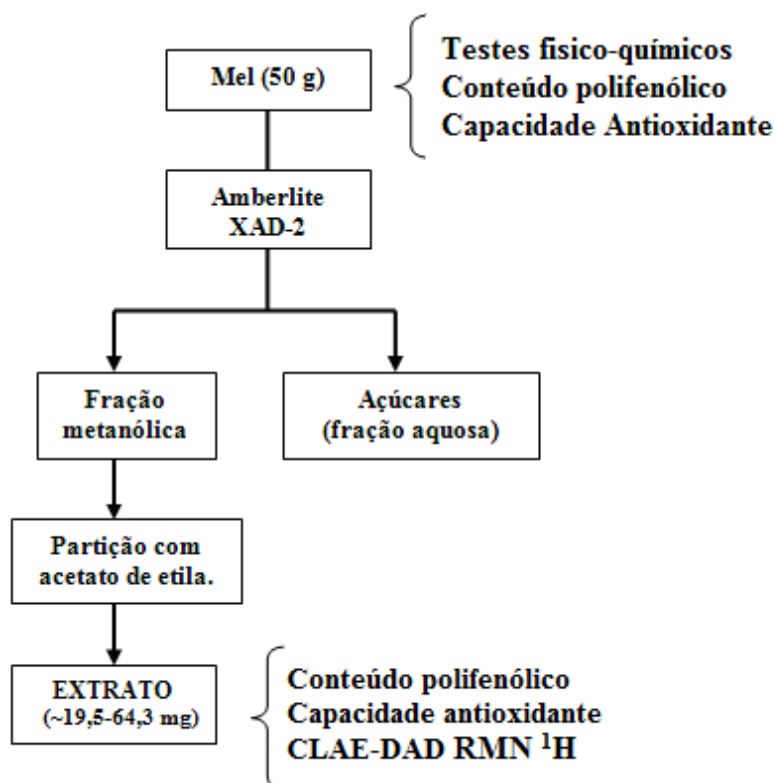 Mel (50 g)
Testes fisico-químicos
Conteúdo polifenólico
Capacidade Antioxidante
Amberlite
XAD-2
Fração
metanólica
Açúcares
(fração aquosa)
Partição com
acetato de etila.
EXTRATO
(~19,5-64,3 mg)
Conteúdo polifenólico
Capacidade antioxidante
CLAE-DAD RMN ¹H